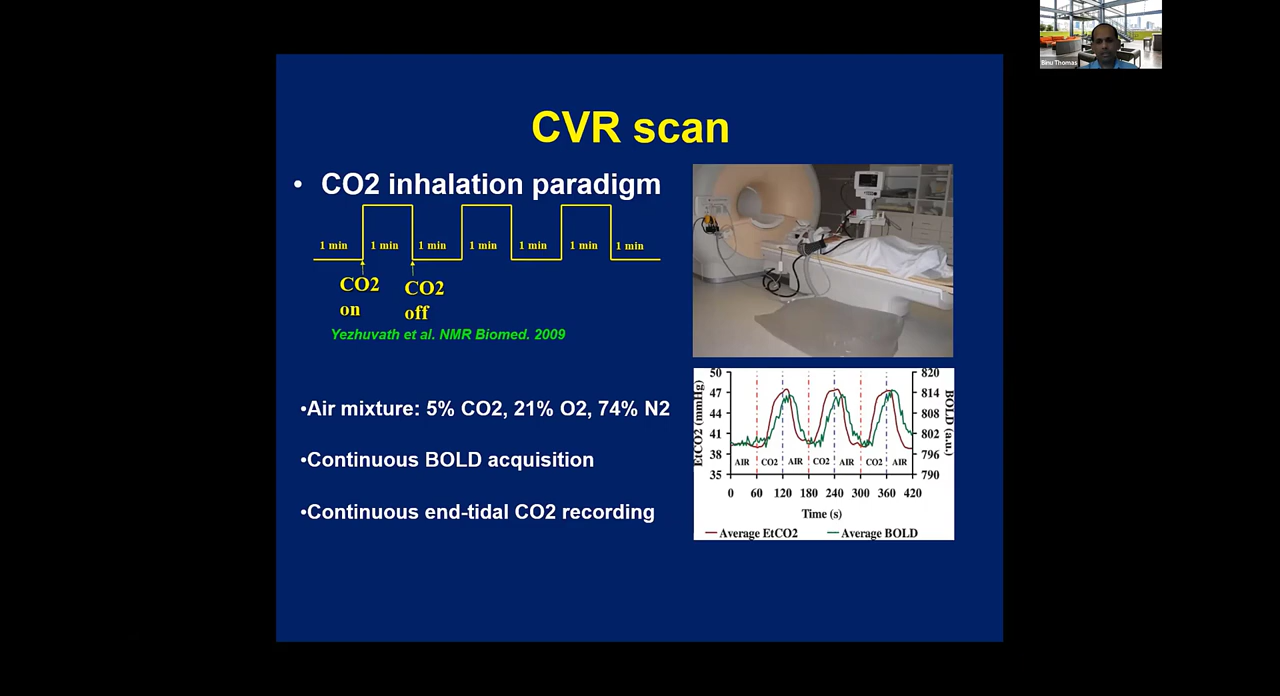 Binu Thomas
CVR scan
• CO2 inhalation paradigm
1 min 1 min 1 min 1 min 1 min 1 min 1 min
CO2 on
CO2 off
Yezhuvath et al. NMR Biomed. 2009
•Air mixture: 5% CO2, 21% O2, 74% N2
•Continuous BOLD acquisition
•Continuous end-tidal CO2 recording
EtCO2 (mmHg)
50
47
44
41
38
35
BOLD (a.u.)
820
814
808
802
796
790
AIR CO2 AIR CO2 AIR CO2 AIR
0 60 120 180 240 300 360 420
Time (s)
Average EtCO2 Average BOLD